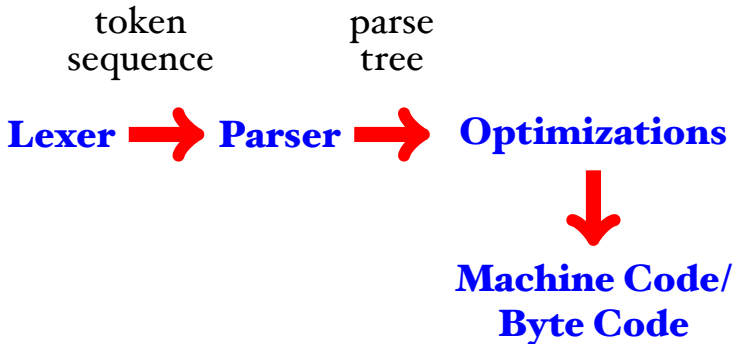 token
sequence
parse
tree
Lexer
Parser
Optimizations
Machine Code/
Byte Code